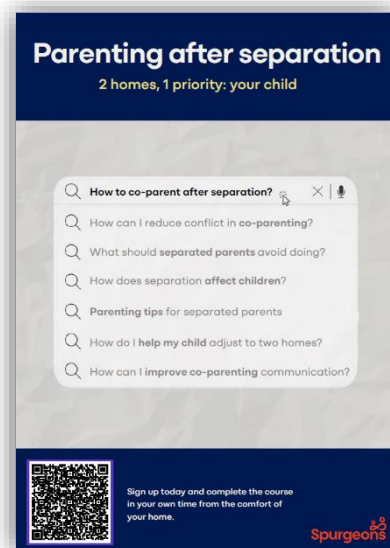 Parenting after separation
2 homes, 1 priority: your child
How to co-parent after separation?
How can I reduce conflict in co-parenting?
What should separated parents avoid doing?
How does separation affect children?
Parenting tips for separated parents
How do I help my child adjust to two homes?
How can I improve co-parenting communication?
Sign up today and complete the course
in your own time from the comfort of
your home.
Spurgeons